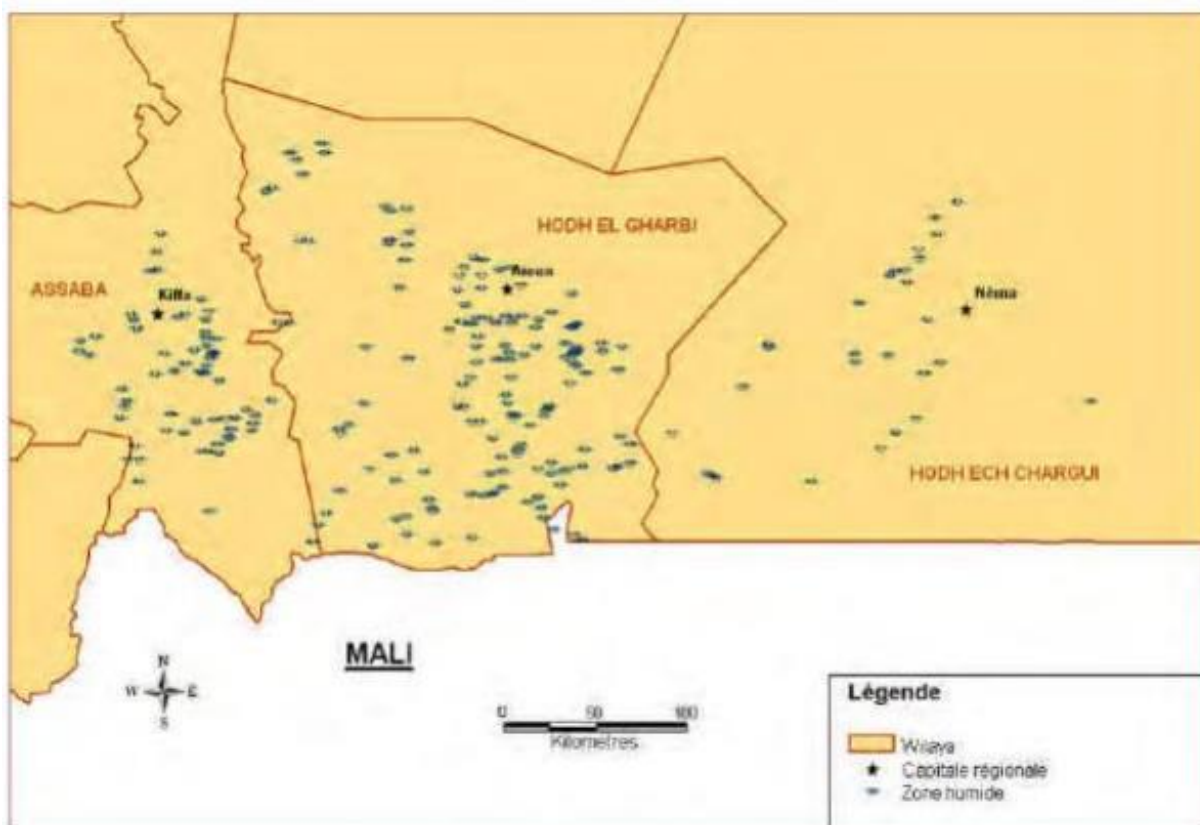 HODH EL GHARBI
ASSABA
Kiffa
Aioun
Néma
HODH ECH CHARGUI
MALI
N
W E
S
0 50 100
Kilomètres
Légende
Wilaya
Capitale régionale
Zone humide